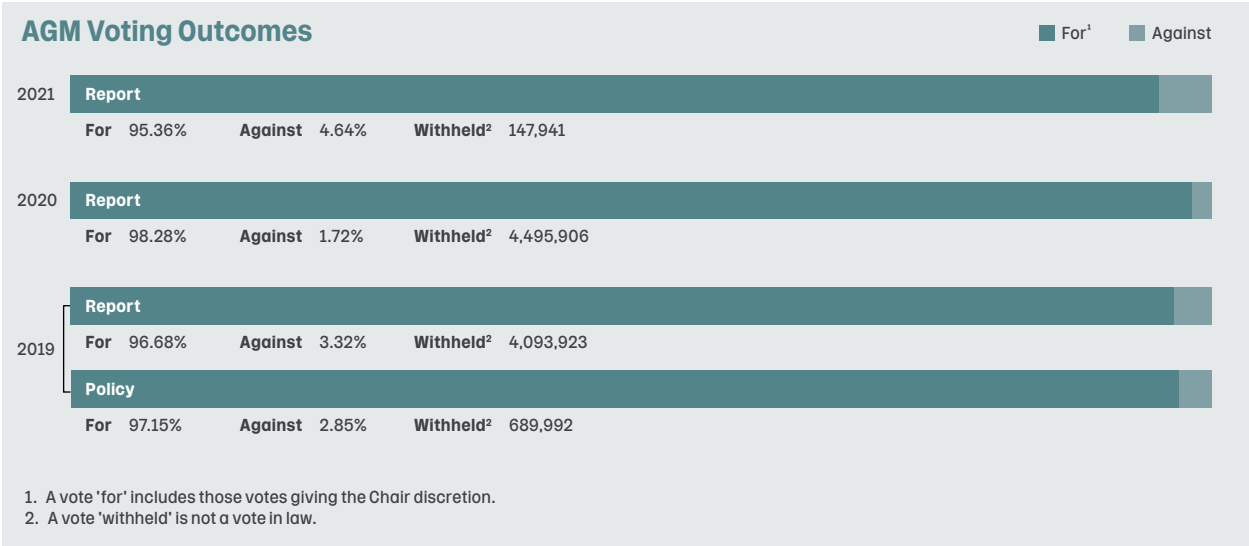 AGM Voting Outcomes
For¹ Against
2021 Report
For 95.36% Against 4.64% Withheld² 147,941
2020 Report
For 98.28% Against 1.72% Withheld² 4,495,906
Report
For 96.68% Against 3.32% Withheld² 4,093,923
2019
Policy
For 97.15% Against 2.85% Withheld² 689,992
1. A vote 'for' includes those votes giving the Chair discretion.
2. A vote 'withheld' is not a vote in law.